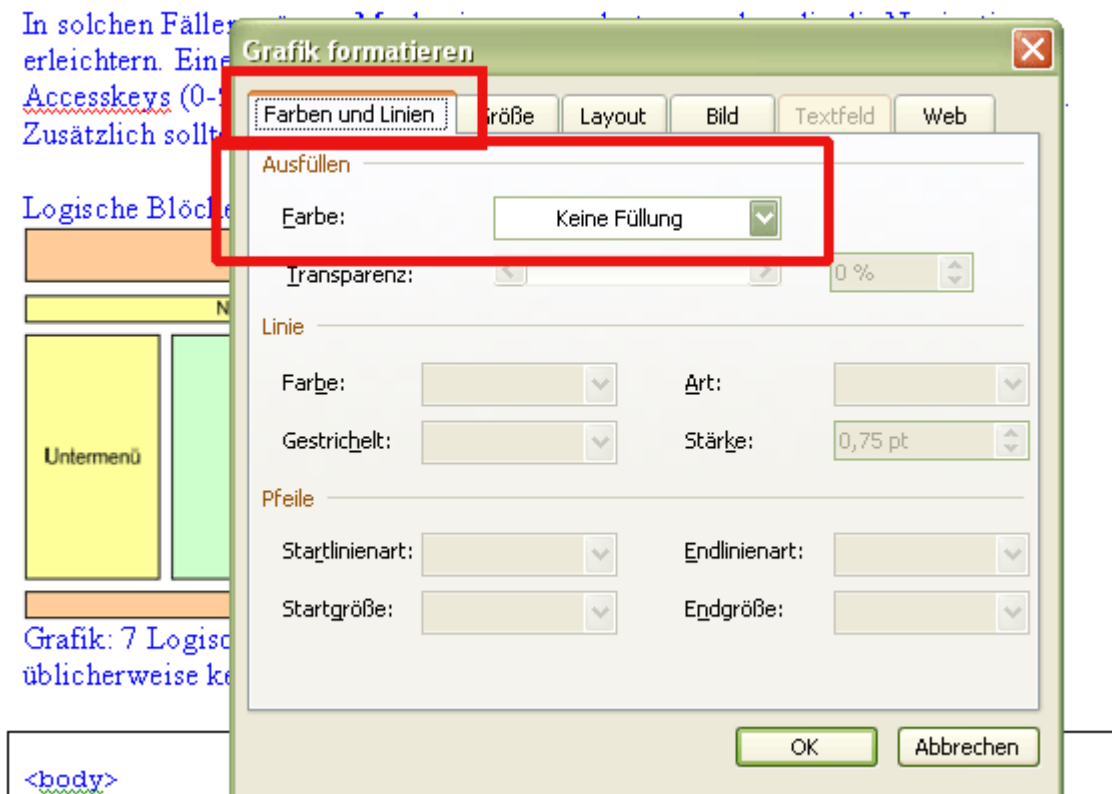 In solchen Fällen
Grafik formatieren
erleichtern. Eine
Accesskeys (0-
Farben und Linien Größe Layout Bild Textfeld Web
Zusätzlich sollt
Ausfüllen
Logische Blöcke
Farbe: Keine Füllung
Transparenz: 0 %
Linie
Farbe: Art:
Gestrichelt: Stärke: 0,75 pt
Untermenü
Pfeile
Startlinienart: Endlinienart:
Startgröße: Endgröße:
Grafik: 7 Logisc
üblicherweise ke
OK Abbrechen
<body>